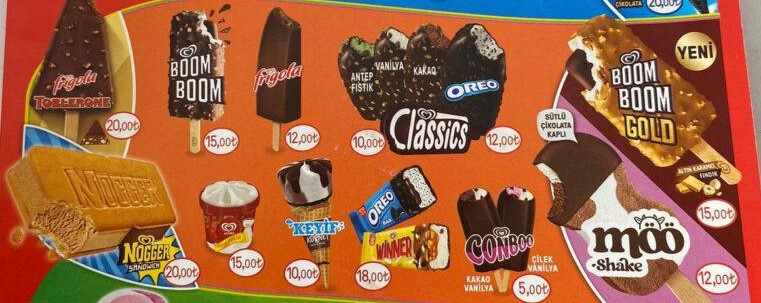 ÇİKOLATA
20,00₺
frigola
TOBLERONE
20,00₺
BOOM
BOOM
15,00₺
frigola
12,00₺
ANTEP
FISTIK
VANİLYA
KAKAO
OREO
Classics
10,00₺
12,00₺
YENİ
BOOM
BOOM
GOLD
ALTIN KARAMEL
FINDIK
15,00₺
NOGGER
NOGGER
SANDWICH
20,00₺
15,00₺
KEYİF
KORNET
10,00₺
OREO
BAR
WINNER
18,00₺
CONBOO
KAKAO
VANİLYA
ÇİLEK
VANİLYA
5,00₺
SÜTLÜ
ÇİKOLATA
KAPLI
möö
Shake
12,00₺